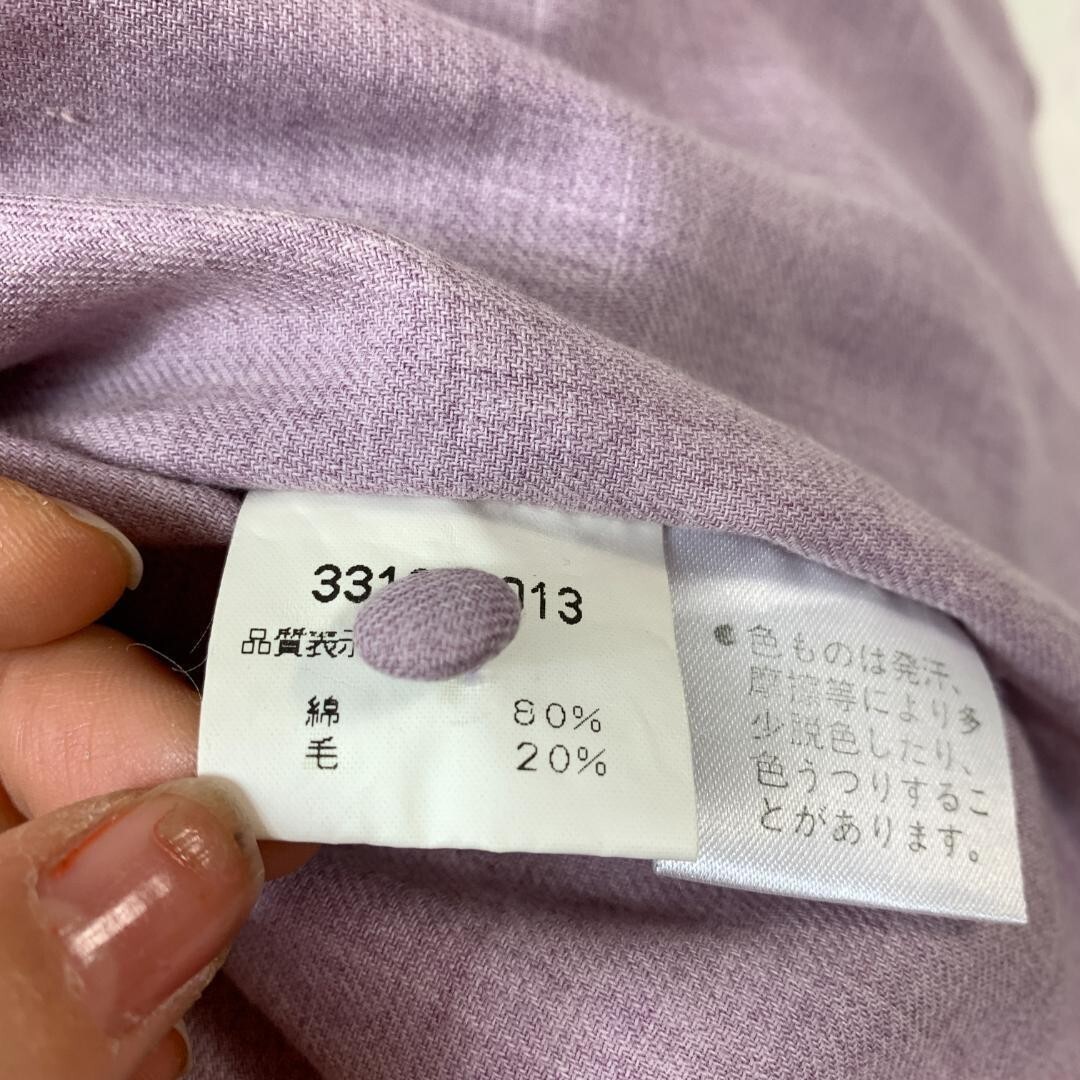 品質表示
綿 80%
毛 20%
色ものは発汗、
摩擦等により多
少脱色したり、
色うつりするこ
とがあります。